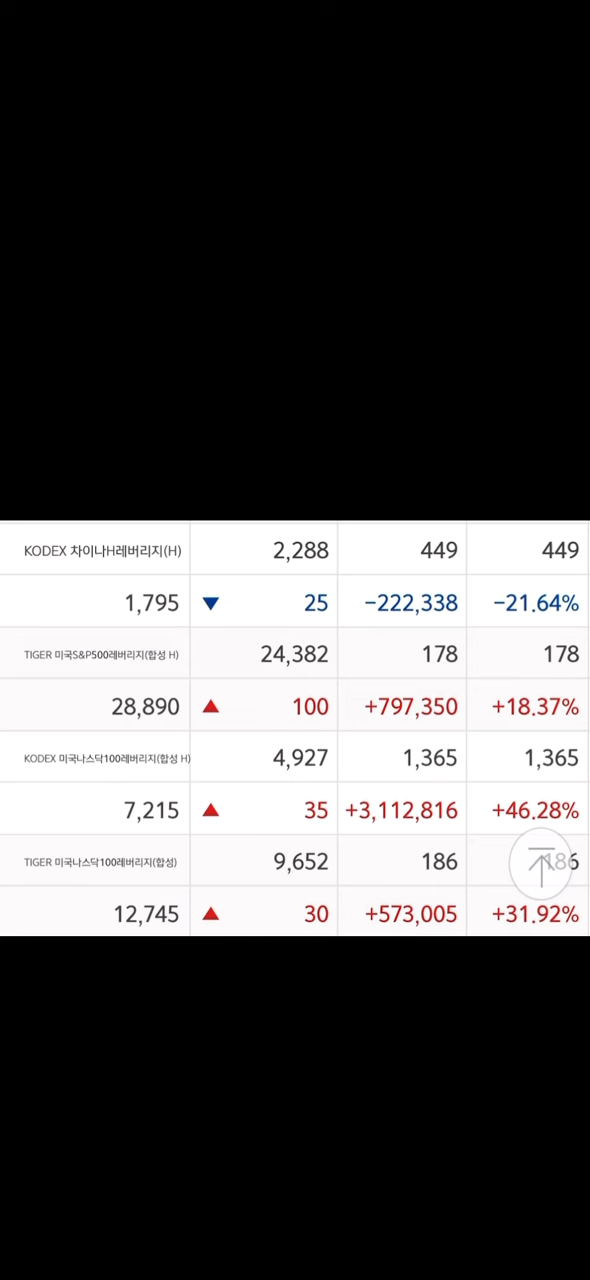 KODEX 차이나H레버리지(H) 2,288 449 449
1,795 ▼ 25 -222,338 -21.64%
TIGER 미국S&P500레버리지(합성 H) 24,382 178 178
28,890 ▲ 100 +797,350 +18.37%
KODEX 미국나스닥100레버리지(합성 H) 4,927 1,365 1,365
7,215 ▲ 35 +3,112,816 +46.28%
TIGER 미국나스닥100레버리지(합성) 9,652 186 186
12,745 ▲ 30 +573,005 +31.92%